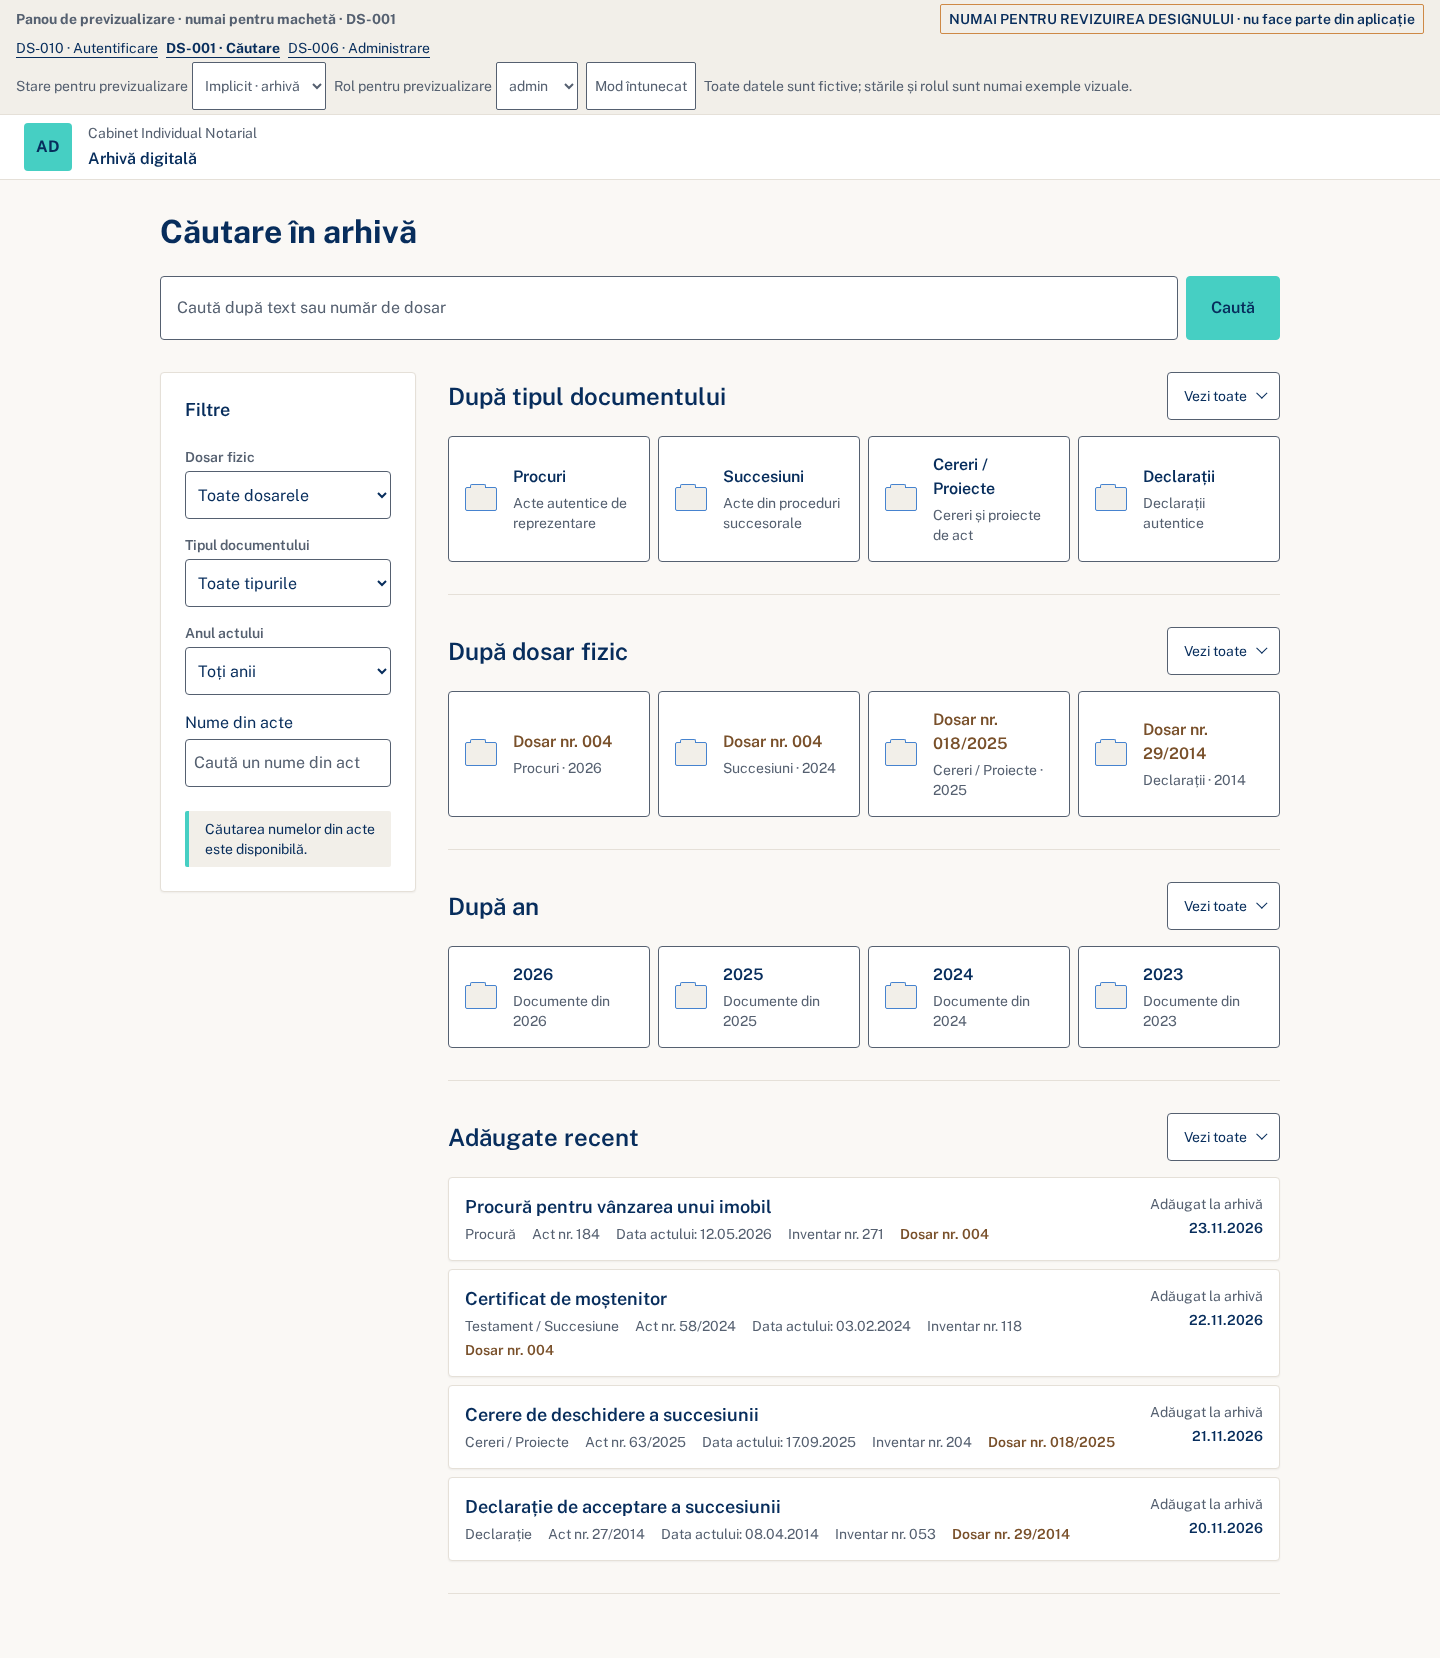 Panou de previzualizare · numai pentru machetă · DS-001
NUMAI PENTRU REVIZUIREA DESIGNULUI · nu face parte din aplicație
DS-010 · Autentificare DS-001 · Căutare DS-006 · Administrare
Stare pentru previzualizare Implicit · arhivă Rol pentru previzualizare admin Mod întunecat Toate datele sunt fictive; stările și rolul sunt numai exemple vizuale.
AD
Cabinet Individual Notarial
Arhivă digitală
Căutare în arhivă
Caută după text sau număr de dosar
Caută
Filtre
Dosar fizic
Toate dosarele
Tipul documentului
Toate tipurile
Anul actului
Toți anii
Nume din acte
Caută un nume din act
Căutarea numelor din acte
este disponibilă.
După tipul documentului
Vezi toate
Procuri
Acte autentice de
reprezentare
Succesiuni
Acte din proceduri
succesorale
Cereri /
Proiecte
Cereri și proiecte
de act
Declarații
Declarații
autentice
După dosar fizic
Vezi toate
Dosar nr. 004
Procuri · 2026
Dosar nr. 004
Succesiuni · 2024
Dosar nr.
018/2025
Cereri / Proiecte ·
2025
Dosar nr.
29/2014
Declarații · 2014
După an
Vezi toate
2026
Documente din
2026
2025
Documente din
2025
2024
Documente din
2024
2023
Documente din
2023
Adăugate recent
Vezi toate
Procură pentru vânzarea unui imobil
Procură Act nr. 184 Data actului: 12.05.2026 Inventar nr. 271 Dosar nr. 004
Adăugat la arhivă
23.11.2026
Certificat de moștenitor
Testament / Succesiune Act nr. 58/2024 Data actului: 03.02.2024 Inventar nr. 118
Dosar nr. 004
Adăugat la arhivă
22.11.2026
Cerere de deschidere a succesiunii
Cereri / Proiecte Act nr. 63/2025 Data actului: 17.09.2025 Inventar nr. 204 Dosar nr. 018/2025
Adăugat la arhivă
21.11.2026
Declarație de acceptare a succesiunii
Declarație Act nr. 27/2014 Data actului: 08.04.2014 Inventar nr. 053 Dosar nr. 29/2014
Adăugat la arhivă
20.11.2026